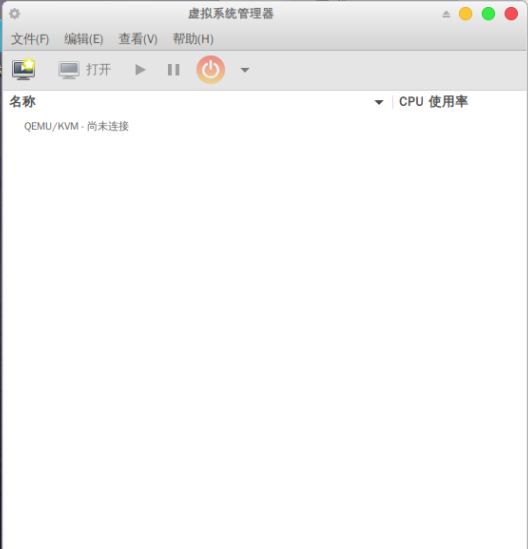 虚拟系统管理器
文件(F) 编辑(E) 查看(V) 帮助(H)
打开
名称 CPU 使用率
QEMU/KVM - 尚未连接